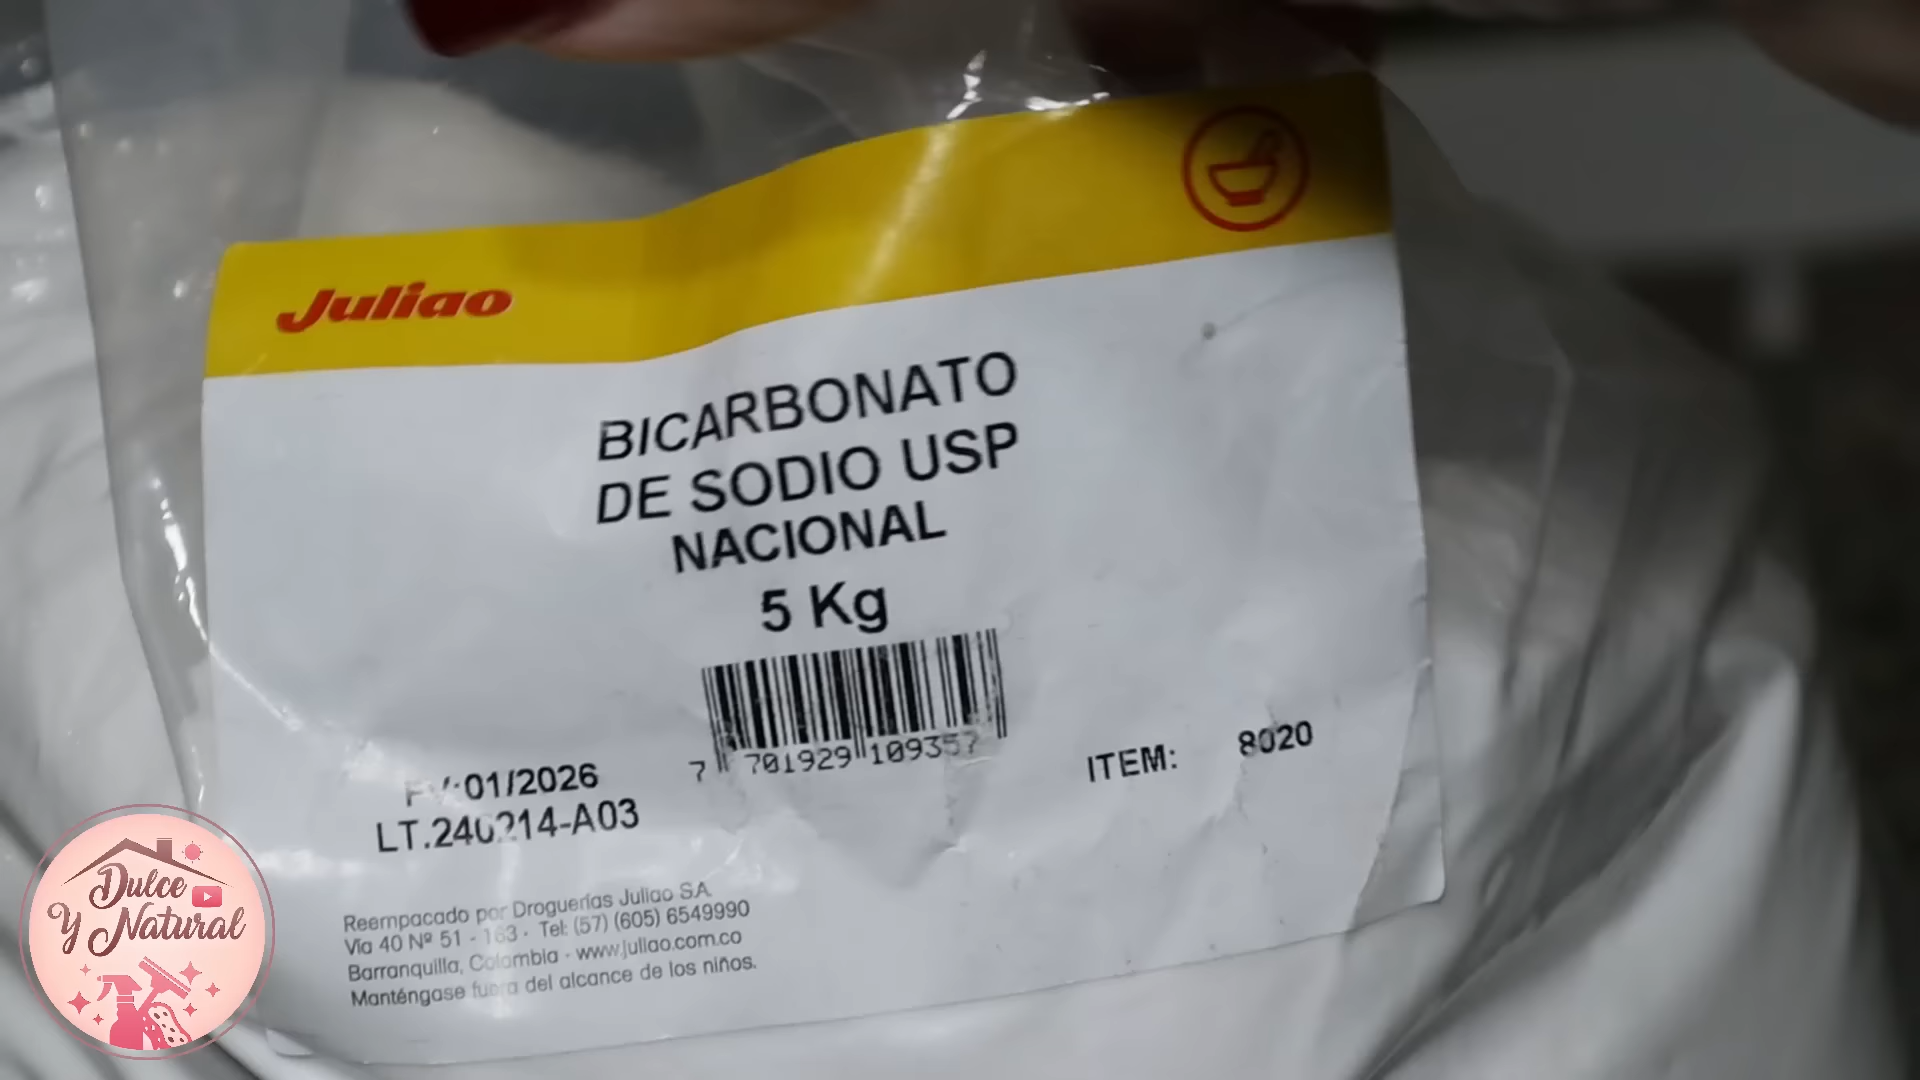 Juliao
BICARBONATO
DE SODIO USP
NACIONAL
5 Kg
7 701929 109357
FV:01/2026
LT.240214-A03
ITEM: 8020
Reempacado por Droguerías Juliao S.A.
Vía 40 Nº 51 - 163 - Tel: (57) (605) 6549990
Barranquilla, Colombia - www.juliao.com.co
Manténgase fuera del alcance de los niños.
Dulce
Y Natural